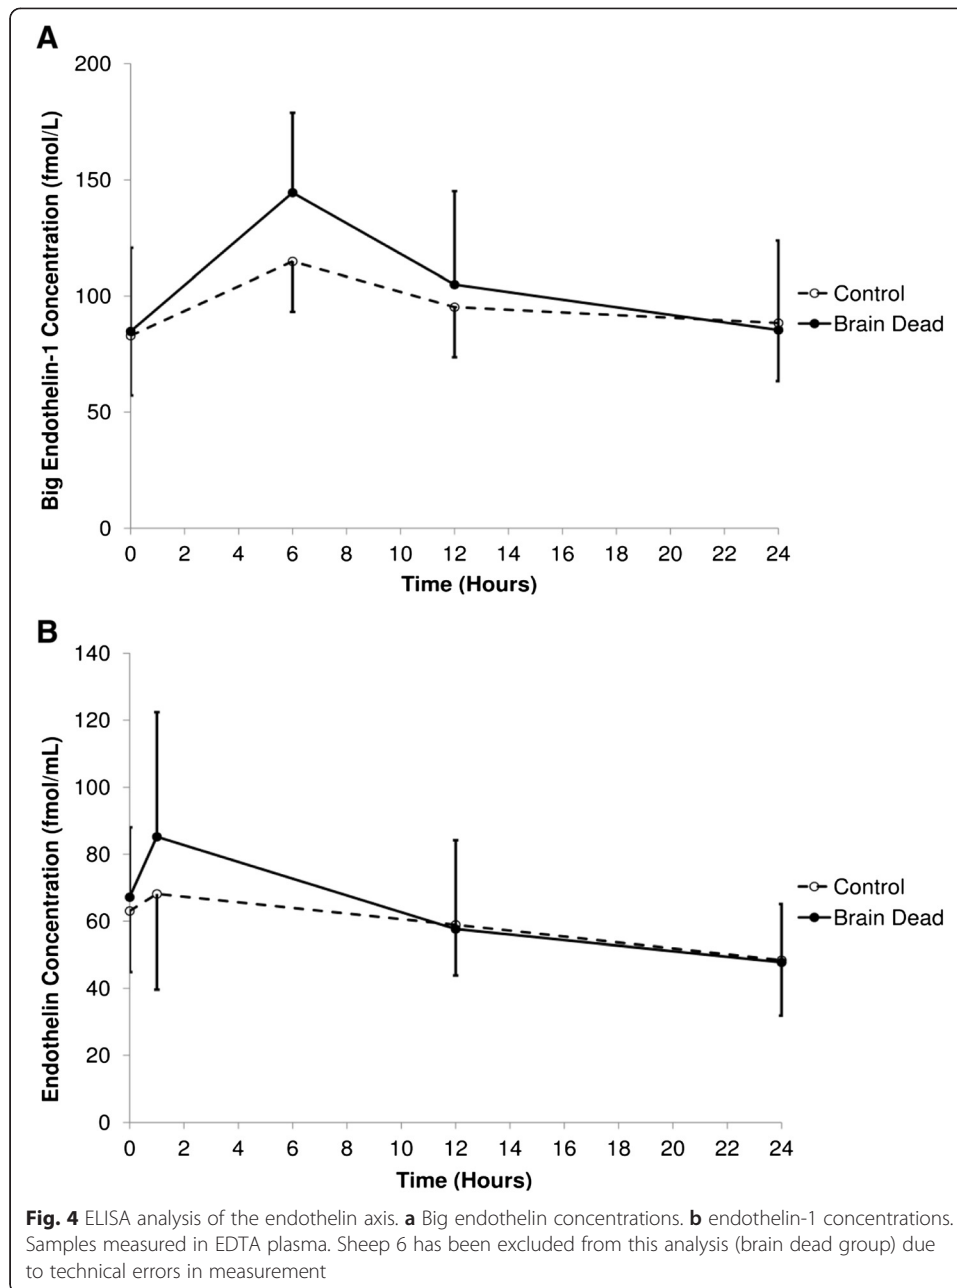 A
200
150
100
50
0
Big Endothelin-1 Concentration (fmol/L)
0 2 4 6 8 10 12 14 16 18 20 22 24
Time (Hours)
Control
Brain Dead
B
140
120
100
80
60
40
20
0
Endothelin Concentration (fmol/mL)
0 2 4 6 8 10 12 14 16 18 20 22 24
Time (Hours)
Control
Brain Dead
Fig. 4 ELISA analysis of the endothelin axis. a Big endothelin concentrations. b endothelin-1 concentrations.
Samples measured in EDTA plasma. Sheep 6 has been excluded from this analysis (brain dead group) due
to technical errors in measurement